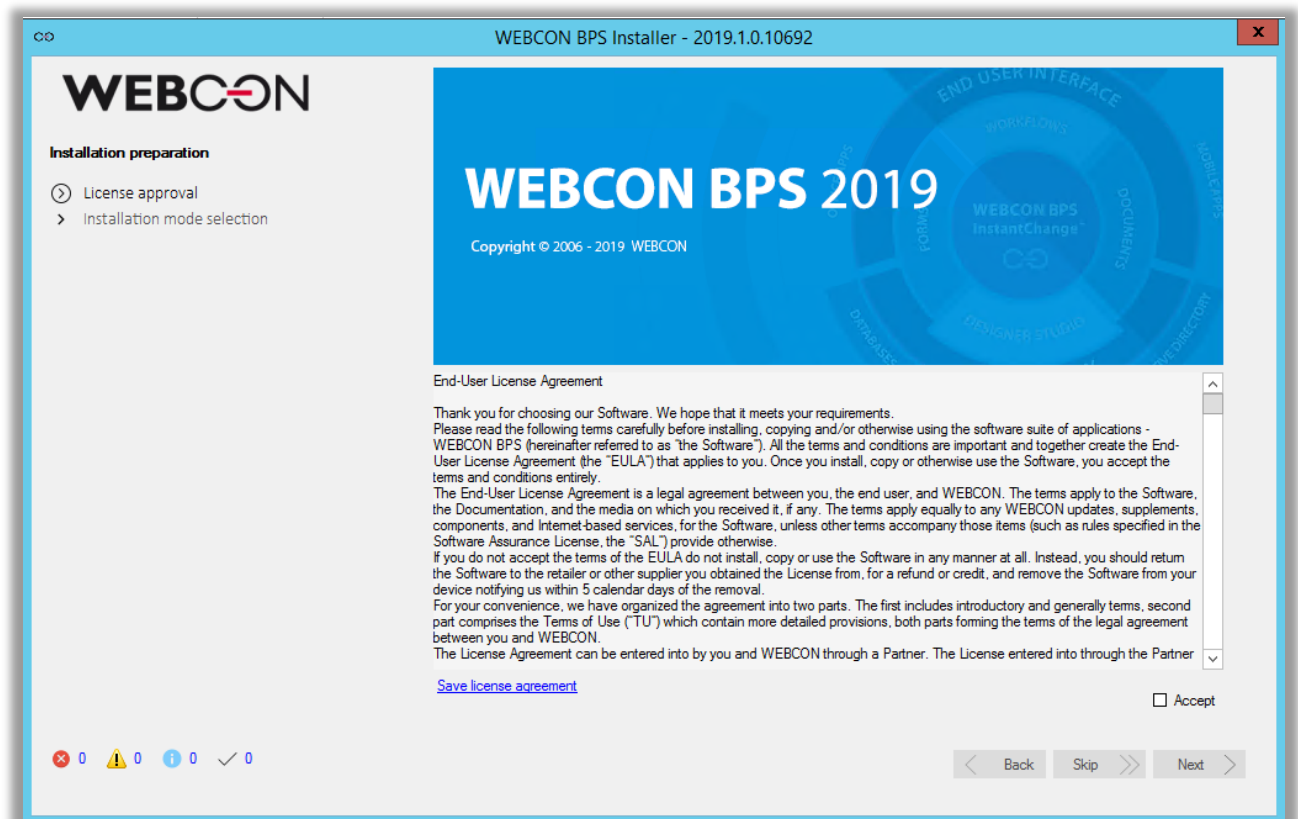 WEBCON BPS Installer - 2019.1.0.10692
x
WEBCON
Installation preparation
License approval
Installation mode selection
END USER INTERFACE
WORKFLOWS
MOBILE APPS
DOCUMENTS
FORMS
WEBCON BPS
InstantChange
DESIGNER STUDIO
DATABASES
WEBCON BPS 2019
Copyright © 2006 - 2019 WEBCON
End-User License Agreement
Thank you for choosing our Software. We hope that it meets your requirements.
Please read the following terms carefully before installing, copying and/or otherwise using the software suite of applications -
WEBCON BPS (hereinafter referred to as "the Software"). All the terms and conditions are important and together create the End-
User License Agreement (the "EULA") that applies to you. Once you install, copy or otherwise use the Software, you accept the
terms and conditions entirely.
The End-User License Agreement is a legal agreement between you, the end user, and WEBCON. The terms apply to the Software,
the Documentation, and the media on which you received it, if any. The terms apply equally to any WEBCON updates, supplements,
components, and Internet-based services, for the Software, unless other terms accompany those items (such as rules specified in the
Software Assurance License, the "SAL") provide otherwise.
If you do not accept the terms of the EULA do not install, copy or use the Software in any manner at all. Instead, you should return
the Software to the retailer or other supplier you obtained the License from, for a refund or credit, and remove the Software from your
device notifying us within 5 calendar days of the removal.
For your convenience, we have organized the agreement into two parts. The first includes introductory and generally terms, second
part comprises the Terms of Use ("TU") which contain more detailed provisions, both parts forming the terms of the legal agreement
between you and WEBCON.
The License Agreement can be entered into by you and WEBCON through a Partner. The License entered into through the Partner
Save license agreement
Accept
0 0 0 0
Back Skip Next